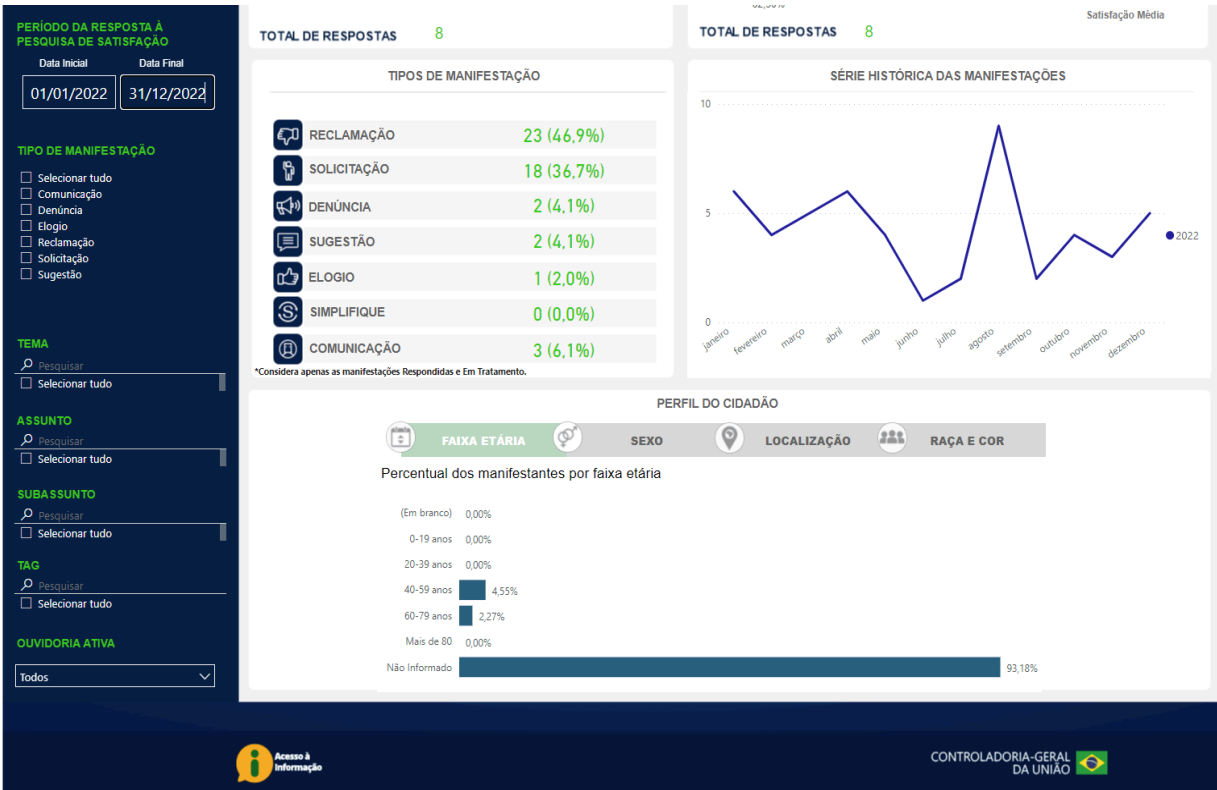 PERÍODO DA RESPOSTA À
PESQUISA DE SATISFAÇÃO
Data Inicial
Data Final
01/01/2022
31/12/2022
TIPO DE MANIFESTAÇÃO
Selecionar tudo
Comunicação
Denúncia
Elogio
Reclamação
Solicitação
Sugestão
TEMA
Pesquisar
Selecionar tudo
ASSUNTO
Pesquisar
Selecionar tudo
SUBASSUNTO
Pesquisar
Selecionar tudo
TAG
Pesquisar
Selecionar tudo
OUVIDORIA ATIVA
Todos
TOTAL DE RESPOSTAS 8
Satisfação Média
TOTAL DE RESPOSTAS 8
TIPOS DE MANIFESTAÇÃO
RECLAMAÇÃO 23 (46,9%)
SOLICITAÇÃO 18 (36,7%)
DENÚNCIA 2 (4,1%)
SUGESTÃO 2 (4,1%)
ELOGIO 1 (2,0%)
SIMPLIFIQUE 0 (0,0%)
COMUNICAÇÃO 3 (6,1%)
*Considera apenas as manifestações Respondidas e Em Tratamento.
SÉRIE HISTÓRICA DAS MANIFESTAÇÕES
10
5
0
janeiro
fevereiro
março
abril
maio
junho
julho
agosto
setembro
outubro
novembro
dezembro
2022
PERFIL DO CIDADÃO
FAIXA ETÁRIA
SEXO
LOCALIZAÇÃO
RAÇA E COR
Percentual dos manifestantes por faixa etária
(Em branco) 0,00%
0-19 anos 0,00%
20-39 anos 0,00%
40-59 anos 4,55%
60-79 anos 2,27%
Mais de 80 0,00%
Não Informado 93,18%
Acesso à
Informação
CONTROLADORIA-GERAL
DA UNIÃO